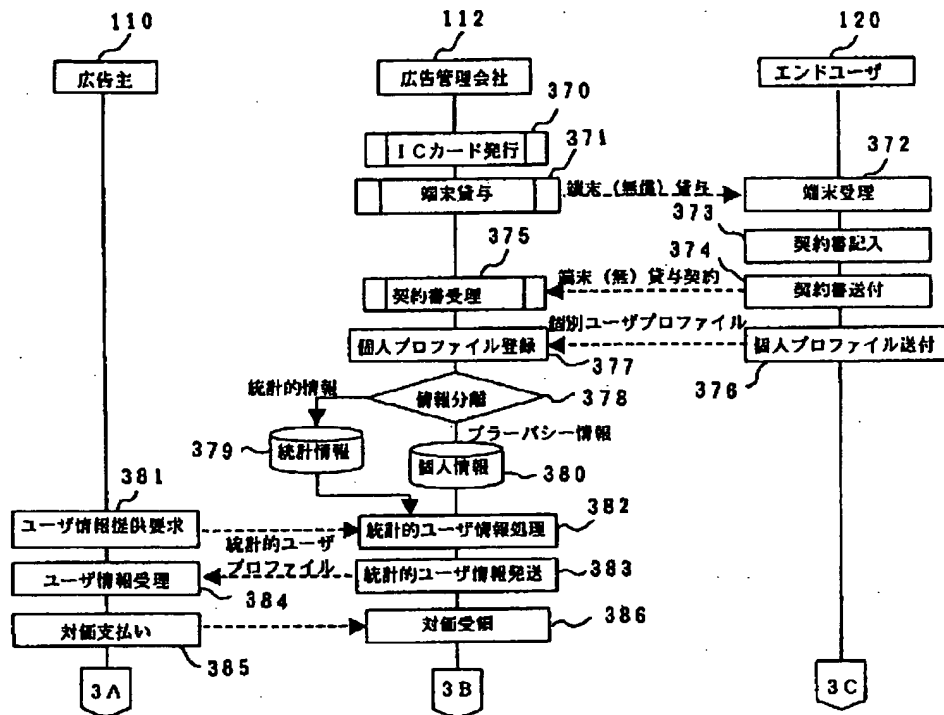 110
112
120
広告主
広告管理会社
エンドユーザ
370
ICカード発行
371
372
端末貸与
端末(無償)貸与
端末受理
373
契約書記入
375
374
契約書受理
端末(無)貸与契約
契約書送付
個別ユーザプロファイル
個人プロファイル登録
個人プロファイル送付
377
376
統計的情報
情報分離
378
プラーバシー情報
379
統計情報
個人情報
380
381
ユーザ情報提供要求
統計的ユーザ情報処理
382
統計的ユーザ
プロファイル
ユーザ情報受理
統計的ユーザ情報発送
383
384
対価支払い
対価受領
386
385
3A
3B
3C